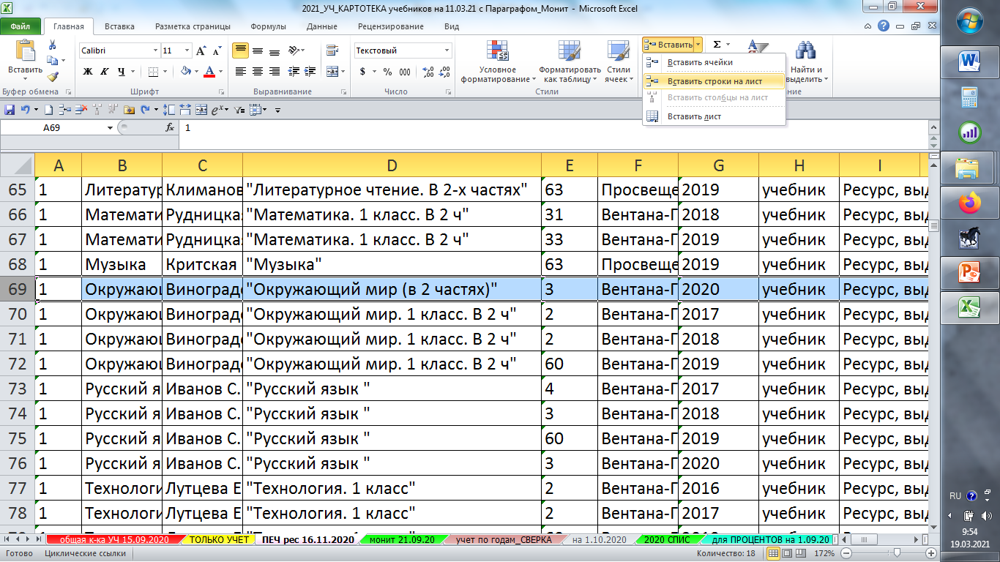 2021_УЧ_КАРТОТЕКА учебников на 11.03.21 с Параграфом_Монит - Microsoft Excel
Файл Главная Вставка Разметка страницы Формулы Данные Рецензирование Вид
Вставить
Буфер обмена
Calibri 11
Ж К Ч
Шрифт
Выравнивание
Текстовый
$ % 000
Число
Условное форматирование
Форматировать как таблицу
Стили ячеек
Стили
Вставить
Σ
Найти и выделить
Вставить ячейки
Вставить строки на лист
Вставить столбцы на лист
Вставить лист
A69 fx 1
A B C D E F G H I
65 1 Литератур Климанов "Литературное чтение. В 2-х частях" 63 Просвеще 2019 учебник Ресурс, выд
66 1 Математи Рудницкая "Математика. 1 класс. В 2 ч" 31 Вентана-Г 2018 учебник Ресурс, выд
67 1 Математи Рудницкая "Математика. 1 класс. В 2 ч" 33 Вентана-Г 2019 учебник Ресурс, выд
68 1 Музыка Критская "Музыка" 63 Просвеще 2019 учебник Ресурс, выд
69 1 Окружаю Виноградо "Окружающий мир (в 2 частях)" 3 Вентана-Г 2020 учебник Ресурс, выд
70 1 Окружаю Виноградо "Окружающий мир. 1 класс. В 2 ч" 2 Вентана-Г 2017 учебник Ресурс, выд
71 1 Окружаю Виноградо "Окружающий мир. 1 класс. В 2 ч" 2 Вентана-Г 2018 учебник Ресурс, выд
72 1 Окружаю Виноградо "Окружающий мир. 1 класс. В 2 ч" 60 Вентана-Г 2019 учебник Ресурс, выд
73 1 Русский я Иванов С. "Русский язык " 4 Вентана-Г 2017 учебник Ресурс, выд
74 1 Русский я Иванов С. "Русский язык " 3 Вентана-Г 2018 учебник Ресурс, выд
75 1 Русский я Иванов С. "Русский язык " 60 Вентана-Г 2019 учебник Ресурс, выд
76 1 Русский я Иванов С. "Русский язык " 3 Вентана-Г 2020 учебник Ресурс, выд
77 1 Технологи Лутцева Е "Технология. 1 класс" 2 Вентана-Г 2016 учебник Ресурс, выд
78 1 Технологи Лутцева Е "Технология. 1 класс" 2 Вентана-Г 2017 учебник Ресурс, выд
общая к-ка УЧ 15.09.2020 ТОЛЬКО УЧЕТ ПЕЧ рес 16.11.2020 монит 21.09.20 учет по годам_СВЕРКА на 1.10.2020 2020 СПИС для ПРОЦЕНТОВ на 1.09.20
Готово Циклические ссылки Количество: 18 172%
RU
9:54
19.03.2021